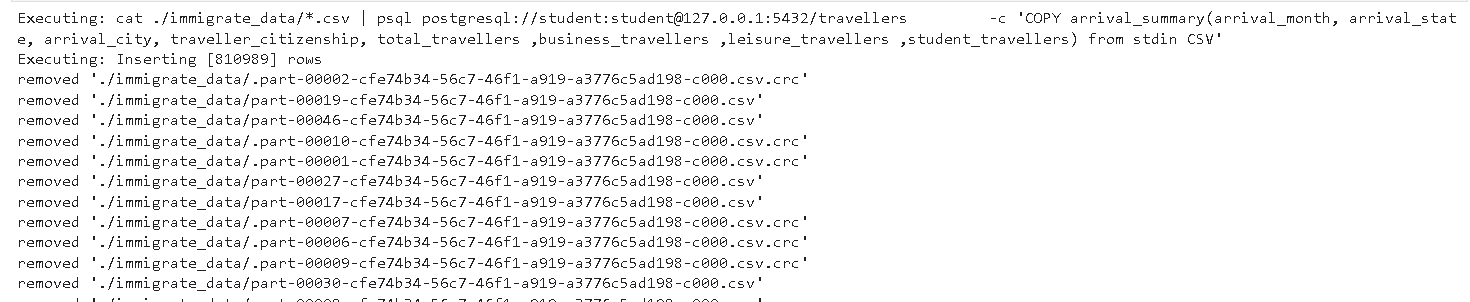 Executing: cat ./immigrate_data/*.csv | psql postgresql://student:student@127.0.0.1:5432/travellers        -c 'COPY arrival_summary(arrival_month, arrival_stat
e, arrival_city, traveller_citizenship, total_travellers ,business_travellers ,leisure_travellers ,student_travellers) from stdin CSV'
Executing: Inserting [810989] rows
removed './immigrate_data/.part-00002-cfe74b34-56c7-46f1-a919-a3776c5ad198-c000.csv.crc'
removed './immigrate_data/part-00019-cfe74b34-56c7-46f1-a919-a3776c5ad198-c000.csv'
removed './immigrate_data/part-00046-cfe74b34-56c7-46f1-a919-a3776c5ad198-c000.csv'
removed './immigrate_data/.part-00010-cfe74b34-56c7-46f1-a919-a3776c5ad198-c000.csv.crc'
removed './immigrate_data/.part-00001-cfe74b34-56c7-46f1-a919-a3776c5ad198-c000.csv.crc'
removed './immigrate_data/part-00027-cfe74b34-56c7-46f1-a919-a3776c5ad198-c000.csv'
removed './immigrate_data/part-00017-cfe74b34-56c7-46f1-a919-a3776c5ad198-c000.csv'
removed './immigrate_data/.part-00007-cfe74b34-56c7-46f1-a919-a3776c5ad198-c000.csv.crc'
removed './immigrate_data/.part-00006-cfe74b34-56c7-46f1-a919-a3776c5ad198-c000.csv.crc'
removed './immigrate_data/.part-00009-cfe74b34-56c7-46f1-a919-a3776c5ad198-c000.csv.crc'
removed './immigrate_data/part-00030-cfe74b34-56c7-46f1-a919-a3776c5ad198-c000.csv'